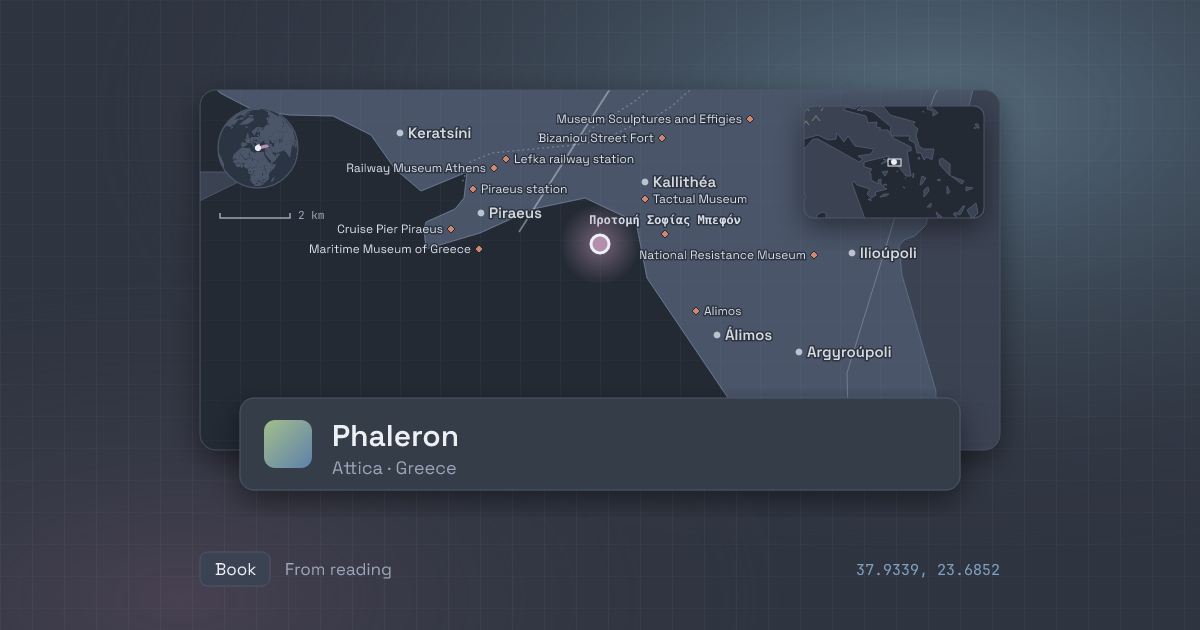 Museum Sculptures and Effigies
Keratsíni
Bizaniou Street Fort
Lefka railway station
Railway Museum Athens
Kallithéa
Piraeus station
Tactual Museum
Piraeus
2 km
Προτομή Σοφίας Μπεφόν
Cruise Pier Piraeus
Maritime Museum of Greece
National Resistance Museum
Ilioúpoli
Alimos
Álimos
Argyroúpoli
Phaleron
Attica · Greece
Book
From reading
37.9339, 23.6852